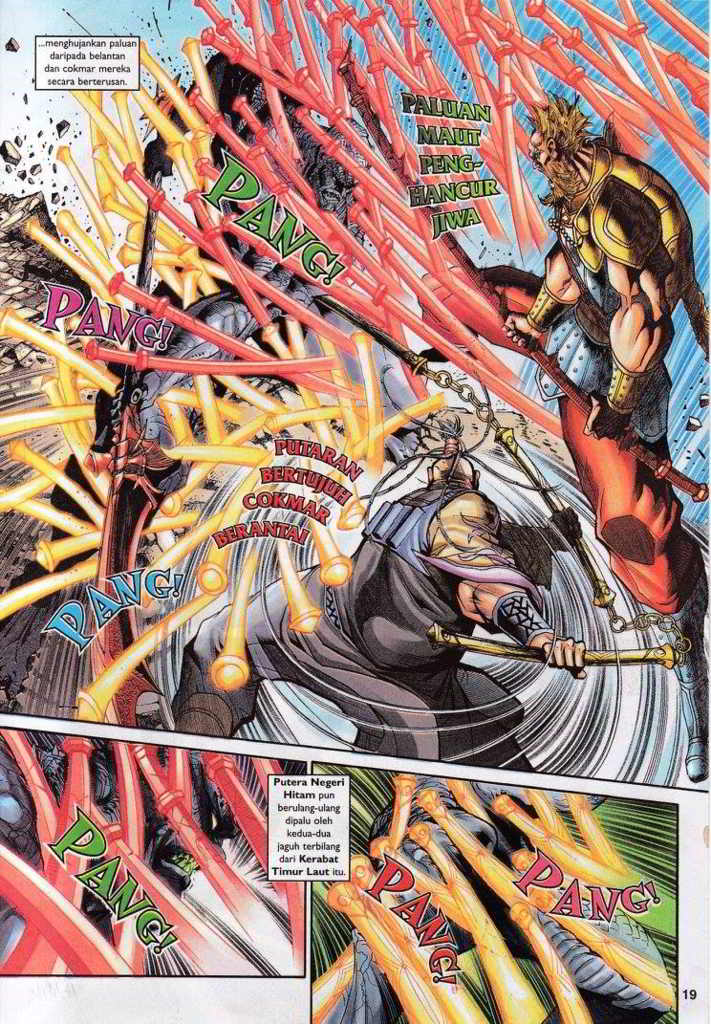 ...menghujankan paluan
daripada belantan
dan cokmar mereka
secara berterusan.
PALUAN
MAUT
PENG-
HANCUR
JIWA
PANG!
PANG!
PUTARAN
BERTUJUH
COKMAR
BERANTAI
PANG!
Putera Negeri
Hitam pun
berulang-ulang
dipalu oleh
kedua-dua
jaguh terbilang
dari Kerabat
Timur Laut itu.
PANG!
PANG!
PANG!
19